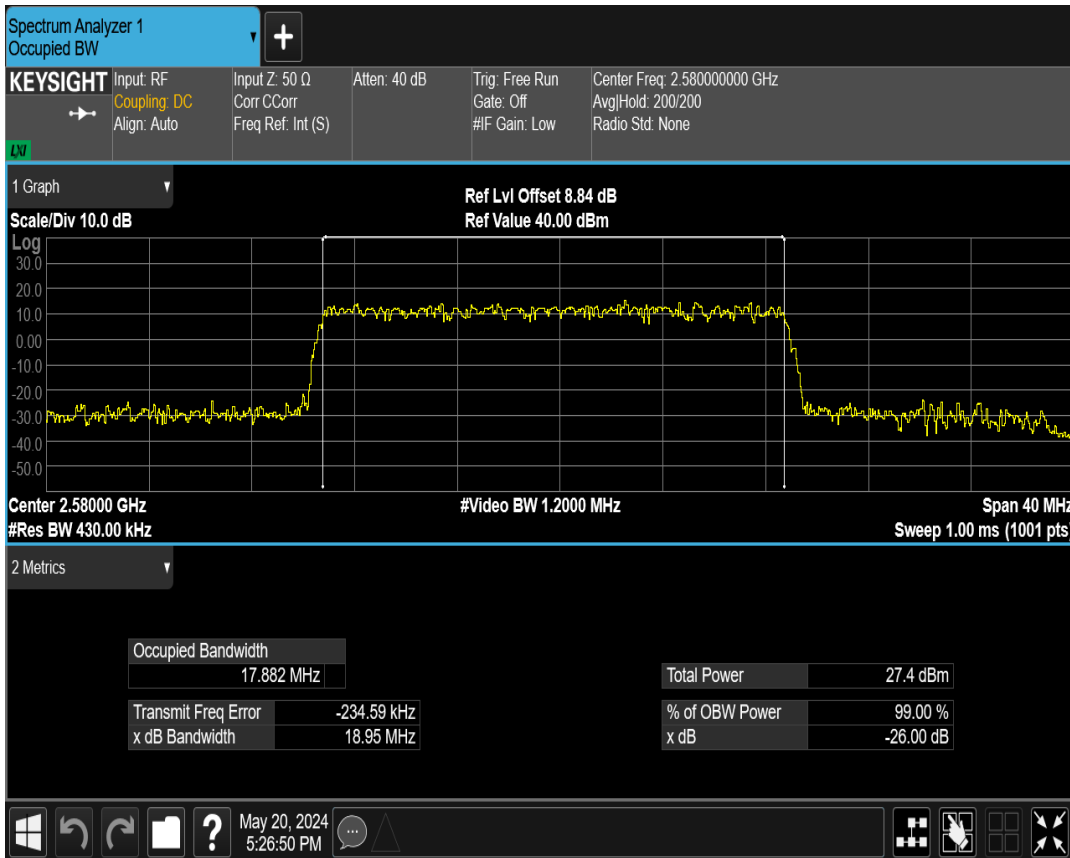 Spectrum Analyzer 1
Occupied BW
+
KEYSIGHT
LXI
Input: RF
Coupling: DC
Align: Auto
Input Z: 50 Ω
Corr CCorr
Freq Ref: Int (S)
Atten: 40 dB
Trig: Free Run
Gate: Off
#IF Gain: Low
Center Freq: 2.580000000 GHz
Avg|Hold: 200/200
Radio Std: None
1 Graph
Scale/Div 10.0 dB
Ref Lvl Offset 8.84 dB
Ref Value 40.00 dBm
Log
30.0
20.0
10.0
0.00
-10.0
-20.0
-30.0
-40.0
-50.0
Center 2.58000 GHz
#Video BW 1.2000 MHz
Span 40 MHz
#Res BW 430.00 kHz
Sweep 1.00 ms (1001 pts)
2 Metrics
Occupied Bandwidth
17.882 MHz
Total Power 27.4 dBm
Transmit Freq Error -234.59 kHz
% of OBW Power 99.00 %
x dB Bandwidth 18.95 MHz
x dB -26.00 dB
?
May 20, 2024
5:26:50 PM